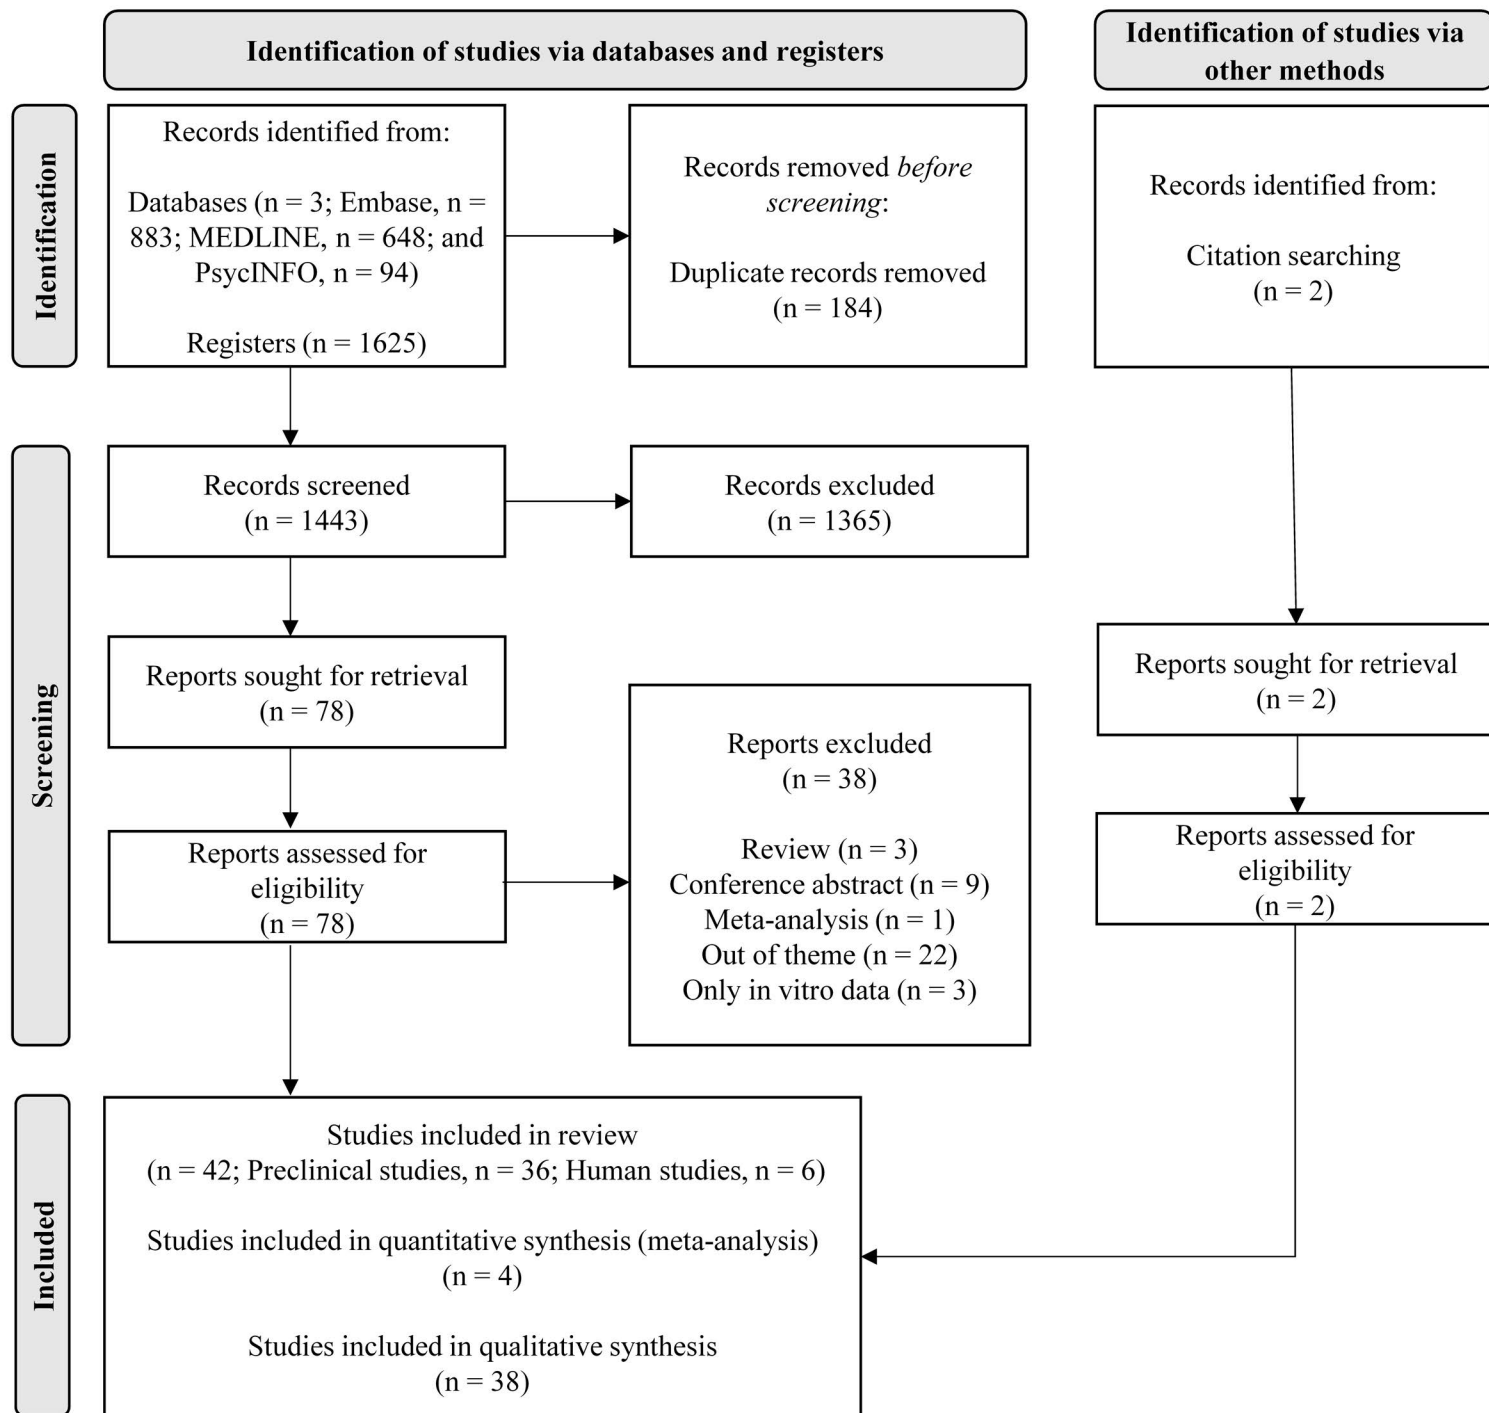 Identification of studies via databases and registers
Identification of studies via
other methods
Identification
Records identified from:
Databases (n = 3; Embase, n =
883; MEDLINE, n = 648; and
PsycINFO, n = 94)
Registers (n = 1625)
Records removed before
screening:
Duplicate records removed
(n = 184)
Records identified from:
Citation searching
(n = 2)
Screening
Records screened
(n = 1443)
Records excluded
(n = 1365)
Reports sought for retrieval
(n = 78)
Reports sought for retrieval
(n = 2)
Reports assessed for
eligibility
(n = 78)
Reports excluded
(n = 38)
Review (n = 3)
Conference abstract (n = 9)
Meta-analysis (n = 1)
Out of theme (n = 22)
Only in vitro data (n = 3)
Reports assessed for
eligibility
(n = 2)
Included
Studies included in review
(n = 42; Preclinical studies, n = 36; Human studies, n = 6)
Studies included in quantitative synthesis (meta-analysis)
(n = 4)
Studies included in qualitative synthesis
(n = 38)